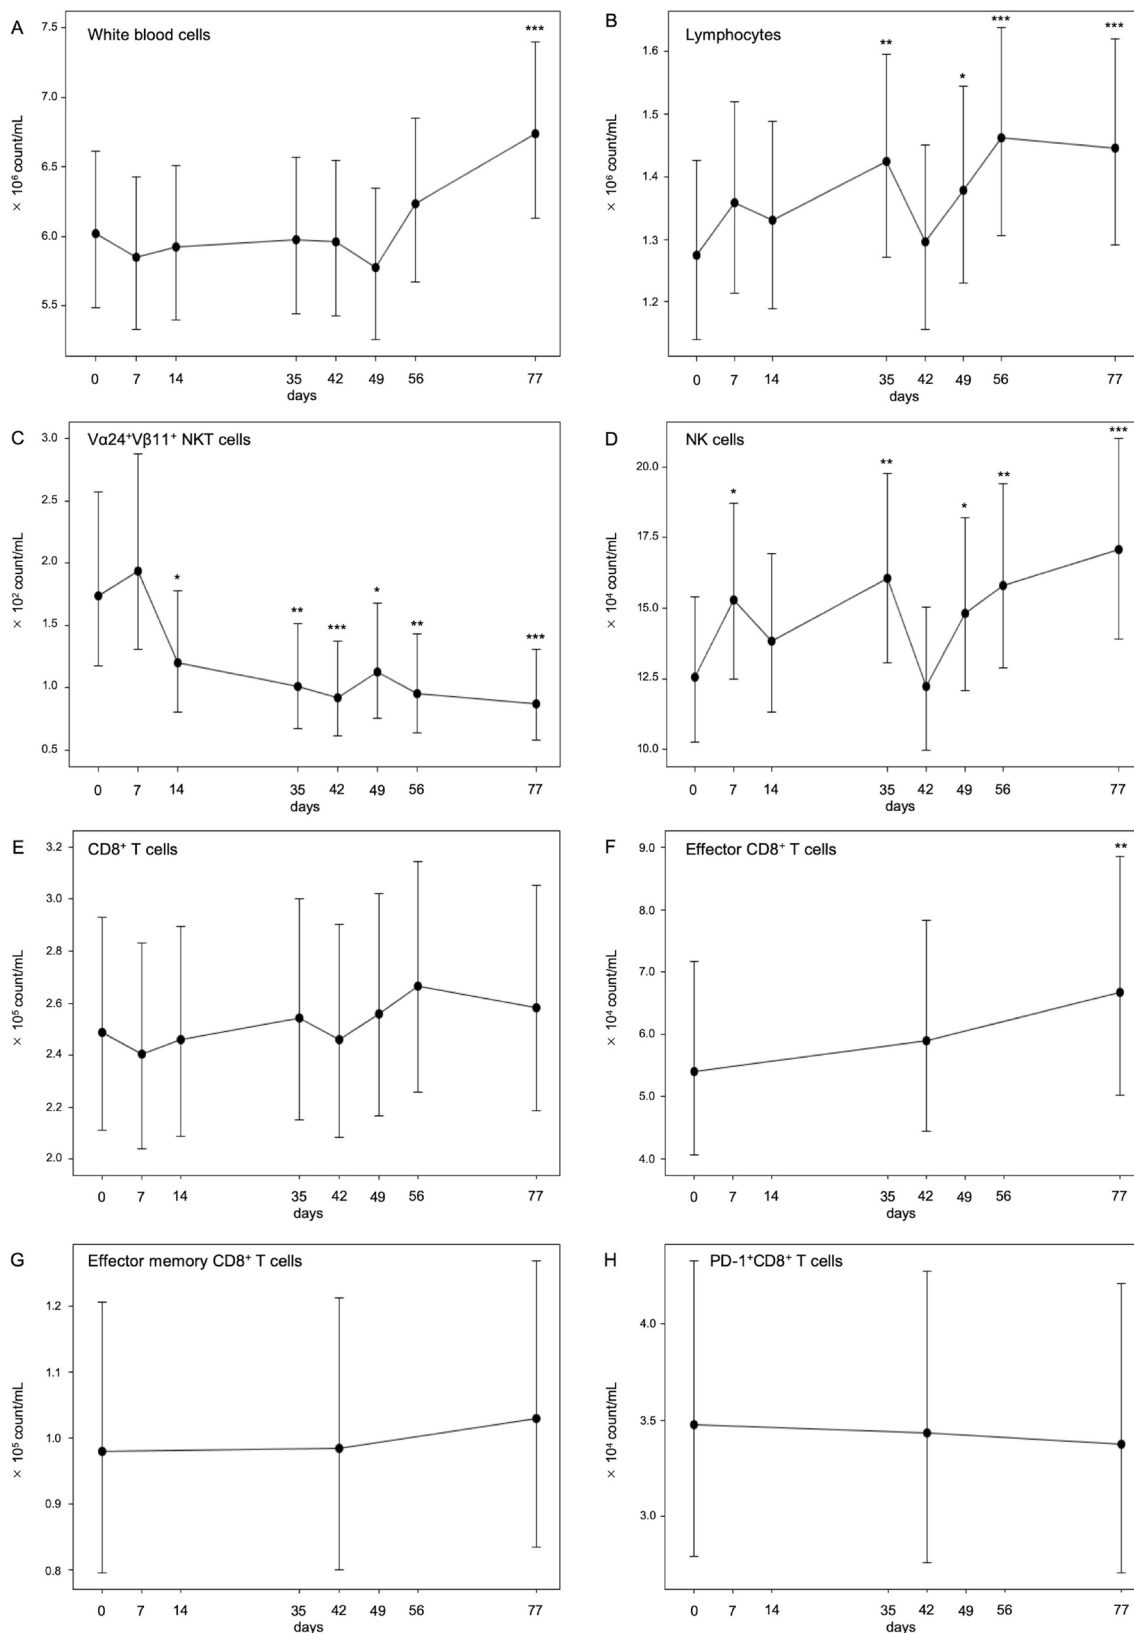 A
White blood cells
***
7.5
7.0
6.5
6.0
5.5
× 10⁶ count/mL
0 7 14 35 42 49 56 77
days
B
Lymphocytes
** * *** ***
1.6
1.5
1.4
1.3
1.2
× 10⁶ count/mL
0 7 14 35 42 49 56 77
days
C
Vα24⁺Vβ11⁺ NKT cells
* ** *** * ** ***
3.0
2.5
2.0
1.5
1.0
0.5
× 10² count/mL
0 7 14 35 42 49 56 77
days
D
NK cells
* ** * ** ***
20.0
17.5
15.0
12.5
10.0
× 10⁴ count/mL
0 7 14 35 42 49 56 77
days
E
CD8⁺ T cells
3.2
3.0
2.8
2.6
2.4
2.2
2.0
× 10⁵ count/mL
0 7 14 35 42 49 56 77
days
F
Effector CD8⁺ T cells
**
9.0
8.0
7.0
6.0
5.0
4.0
× 10⁴ count/mL
0 7 14 35 42 49 56 77
days
G
Effector memory CD8⁺ T cells
1.2
1.1
1.0
0.9
0.8
× 10⁵ count/mL
0 7 14 35 42 49 56 77
days
H
PD-1⁺CD8⁺ T cells
4.0
3.5
3.0
× 10⁴ count/mL
0 7 14 35 42 49 56 77
days